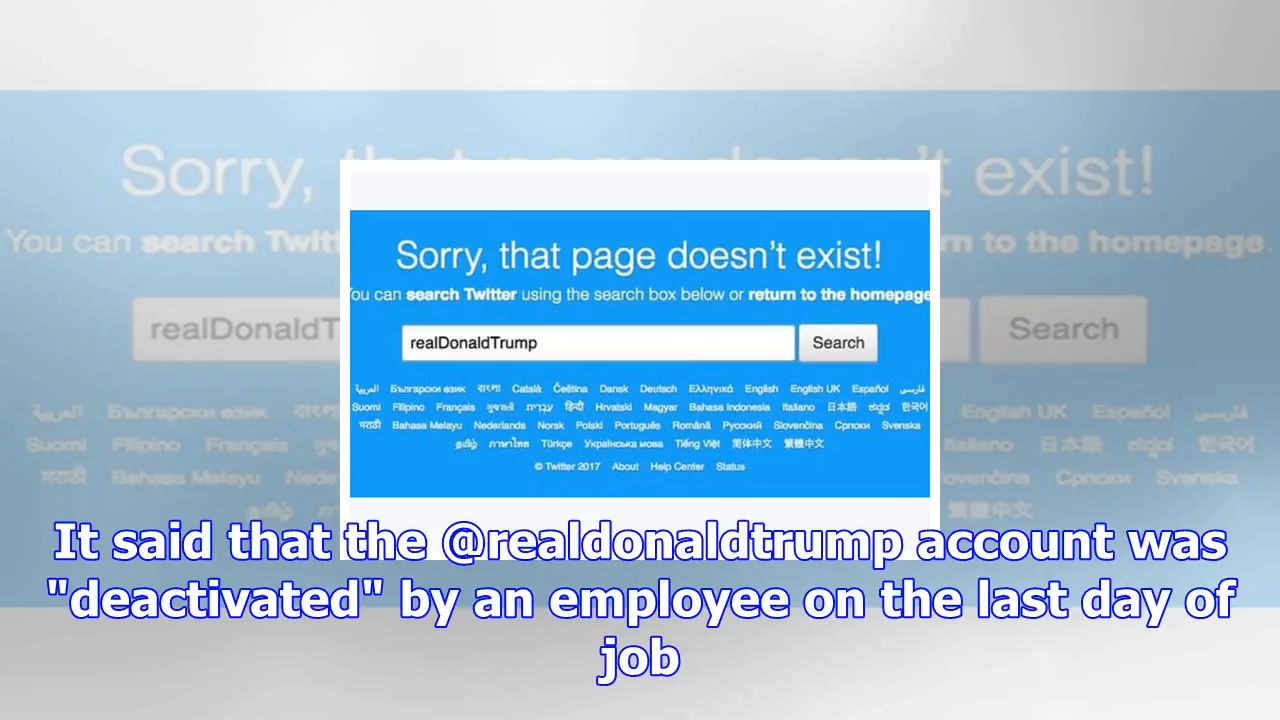 Sorry, that page doesn't exist!
You can search Twitter using the search box below or return to the homepage
realDonaldTrump Search
العربية Български език বাংলা Català Čeština Dansk Deutsch Ελληνικά English English UK Español فارسی
Suomi Filipino Français ગુજરાતી עִבְרִית हिन्दी Hrvatski Magyar Bahasa Indonesia Italiano 日本語 ಕನ್ನಡ 한국어
मराठी Bahasa Melayu Nederlands Norsk Polski Português Română Русский Slovenčina Српски Svenska
தமிழ் ภาษาไทย Türkçe Українська мова Tiếng Việt 简体中文 繁體中文
© Twitter 2017 About Help Center Status
It said that the @realdonaldtrump account was
"deactivated" by an employee on the last day of
job